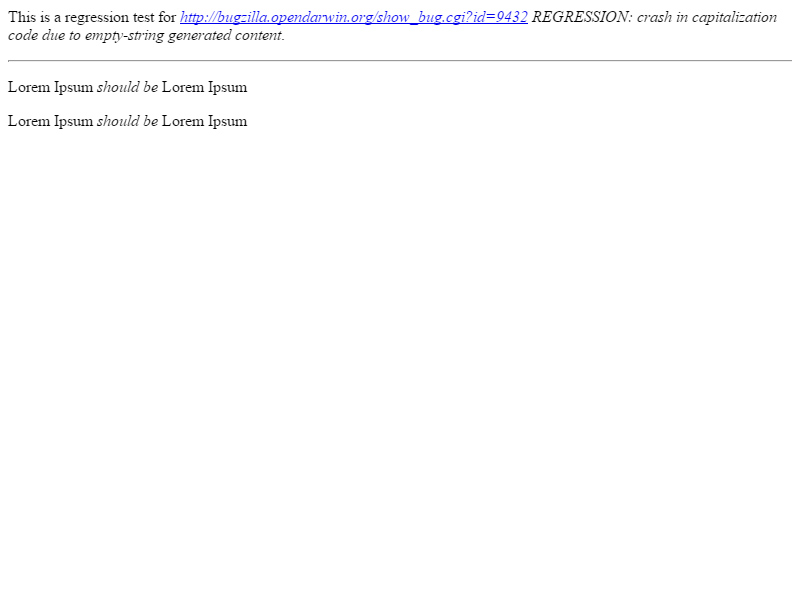 This is a regression test for http://bugzilla.opendarwin.org/show_bug.cgi?id=9432 REGRESSION: crash in capitalization
code due to empty-string generated content.
Lorem Ipsum should be Lorem Ipsum
Lorem Ipsum should be Lorem Ipsum